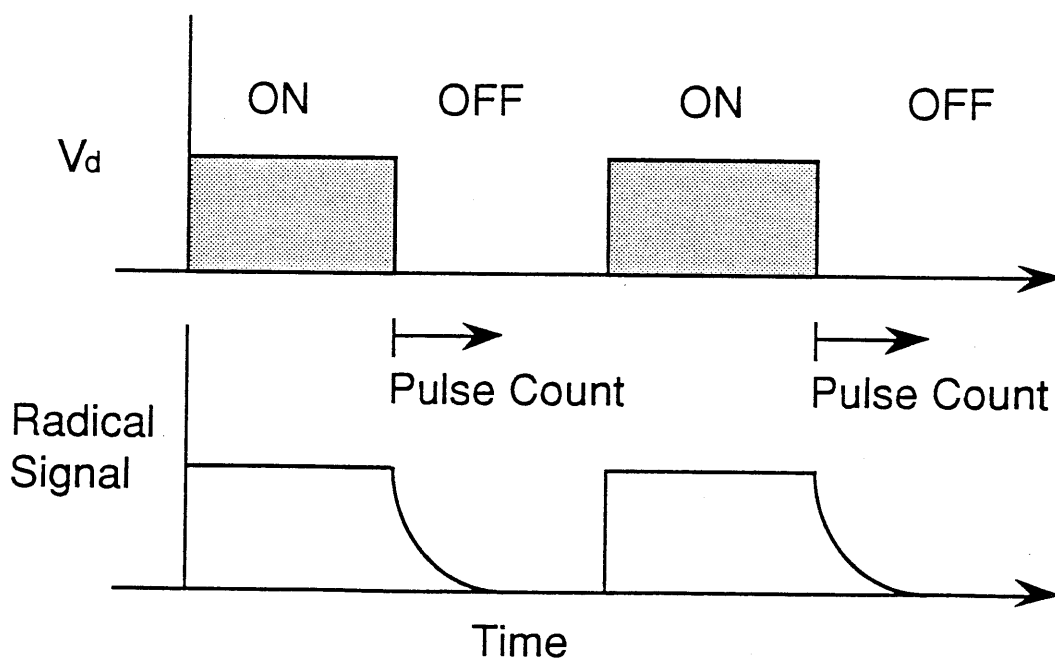 ON OFF ON OFF
Vd
Pulse Count Pulse Count
Radical
Signal
Time